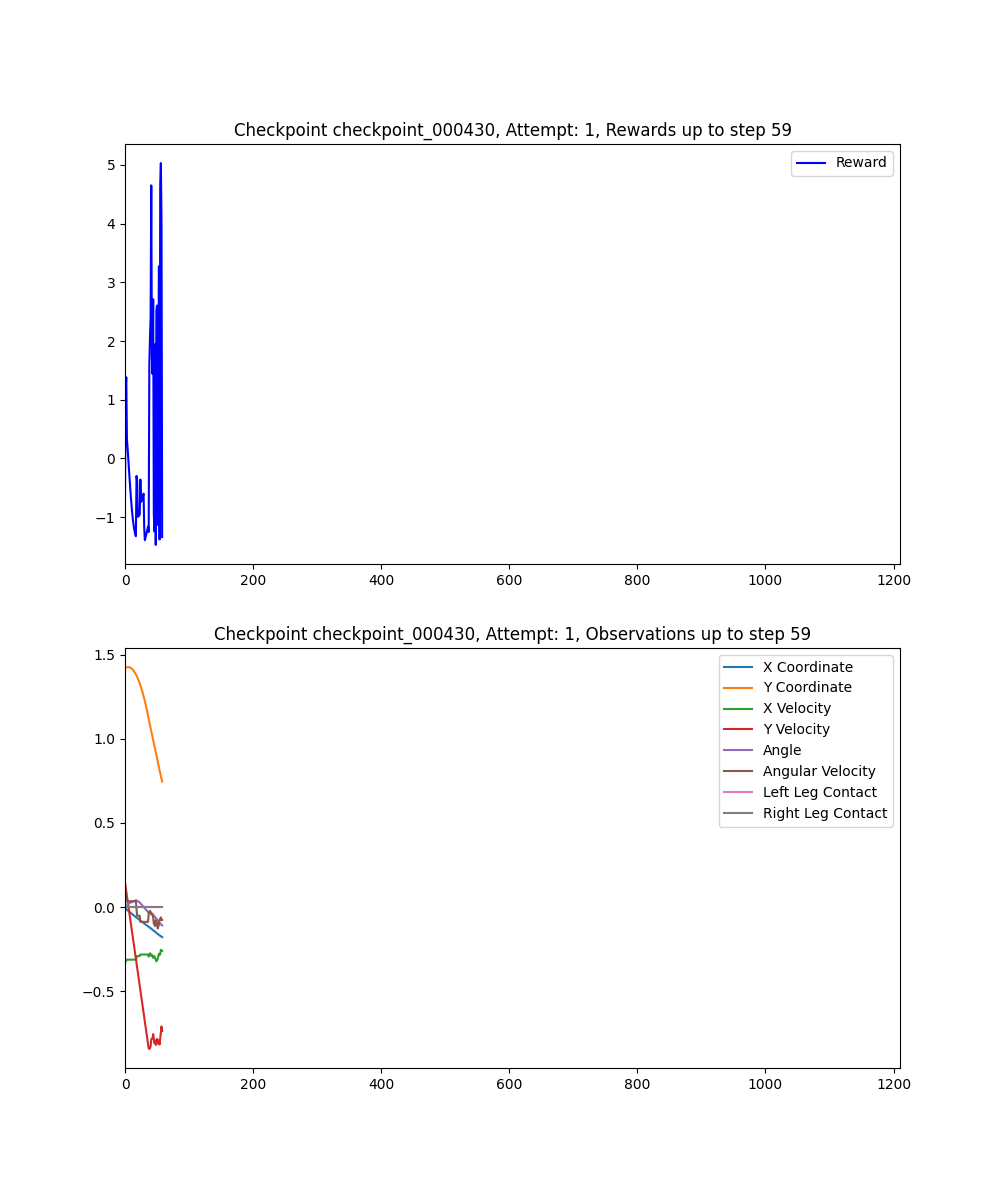 Checkpoint checkpoint_000430, Attempt: 1, Rewards up to step 59
Reward
5
4
3
2
1
0
−1
0 200 400 600 800 1000 1200
Checkpoint checkpoint_000430, Attempt: 1, Observations up to step 59
X Coordinate
Y Coordinate
X Velocity
Y Velocity
Angle
Angular Velocity
Left Leg Contact
Right Leg Contact
1.5
1.0
0.5
0.0
−0.5
0 200 400 600 800 1000 1200